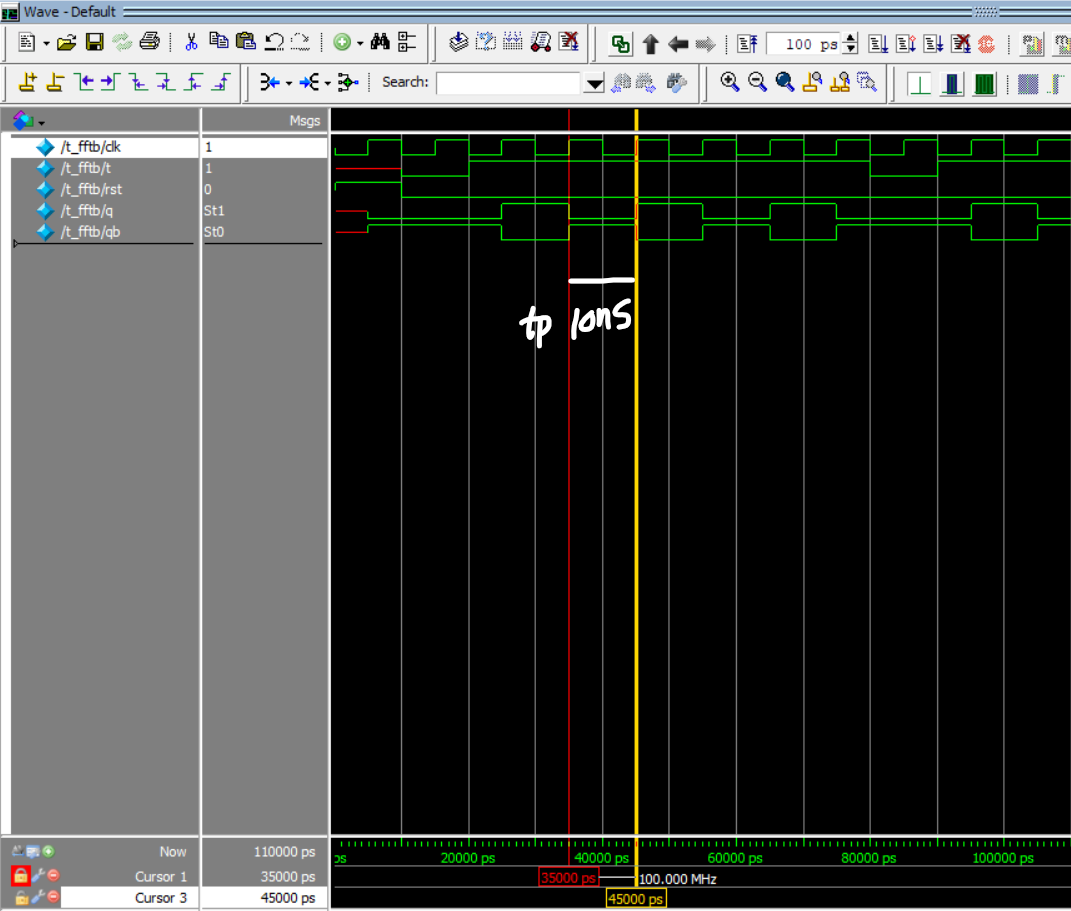 Wave - Default
100 ps
Search:
Msgs
/t_fftb/clk 1
/t_fftb/t 1
/t_fftb/rst 0
/t_fftb/q St1
/t_fftb/qb St0
tp 10ns
Now 110000 ps
ps 20000 ps 40000 ps 60000 ps 80000 ps 100000 ps
Cursor 1 35000 ps
35000 ps 100.000 MHz
Cursor 3 45000 ps
45000 ps